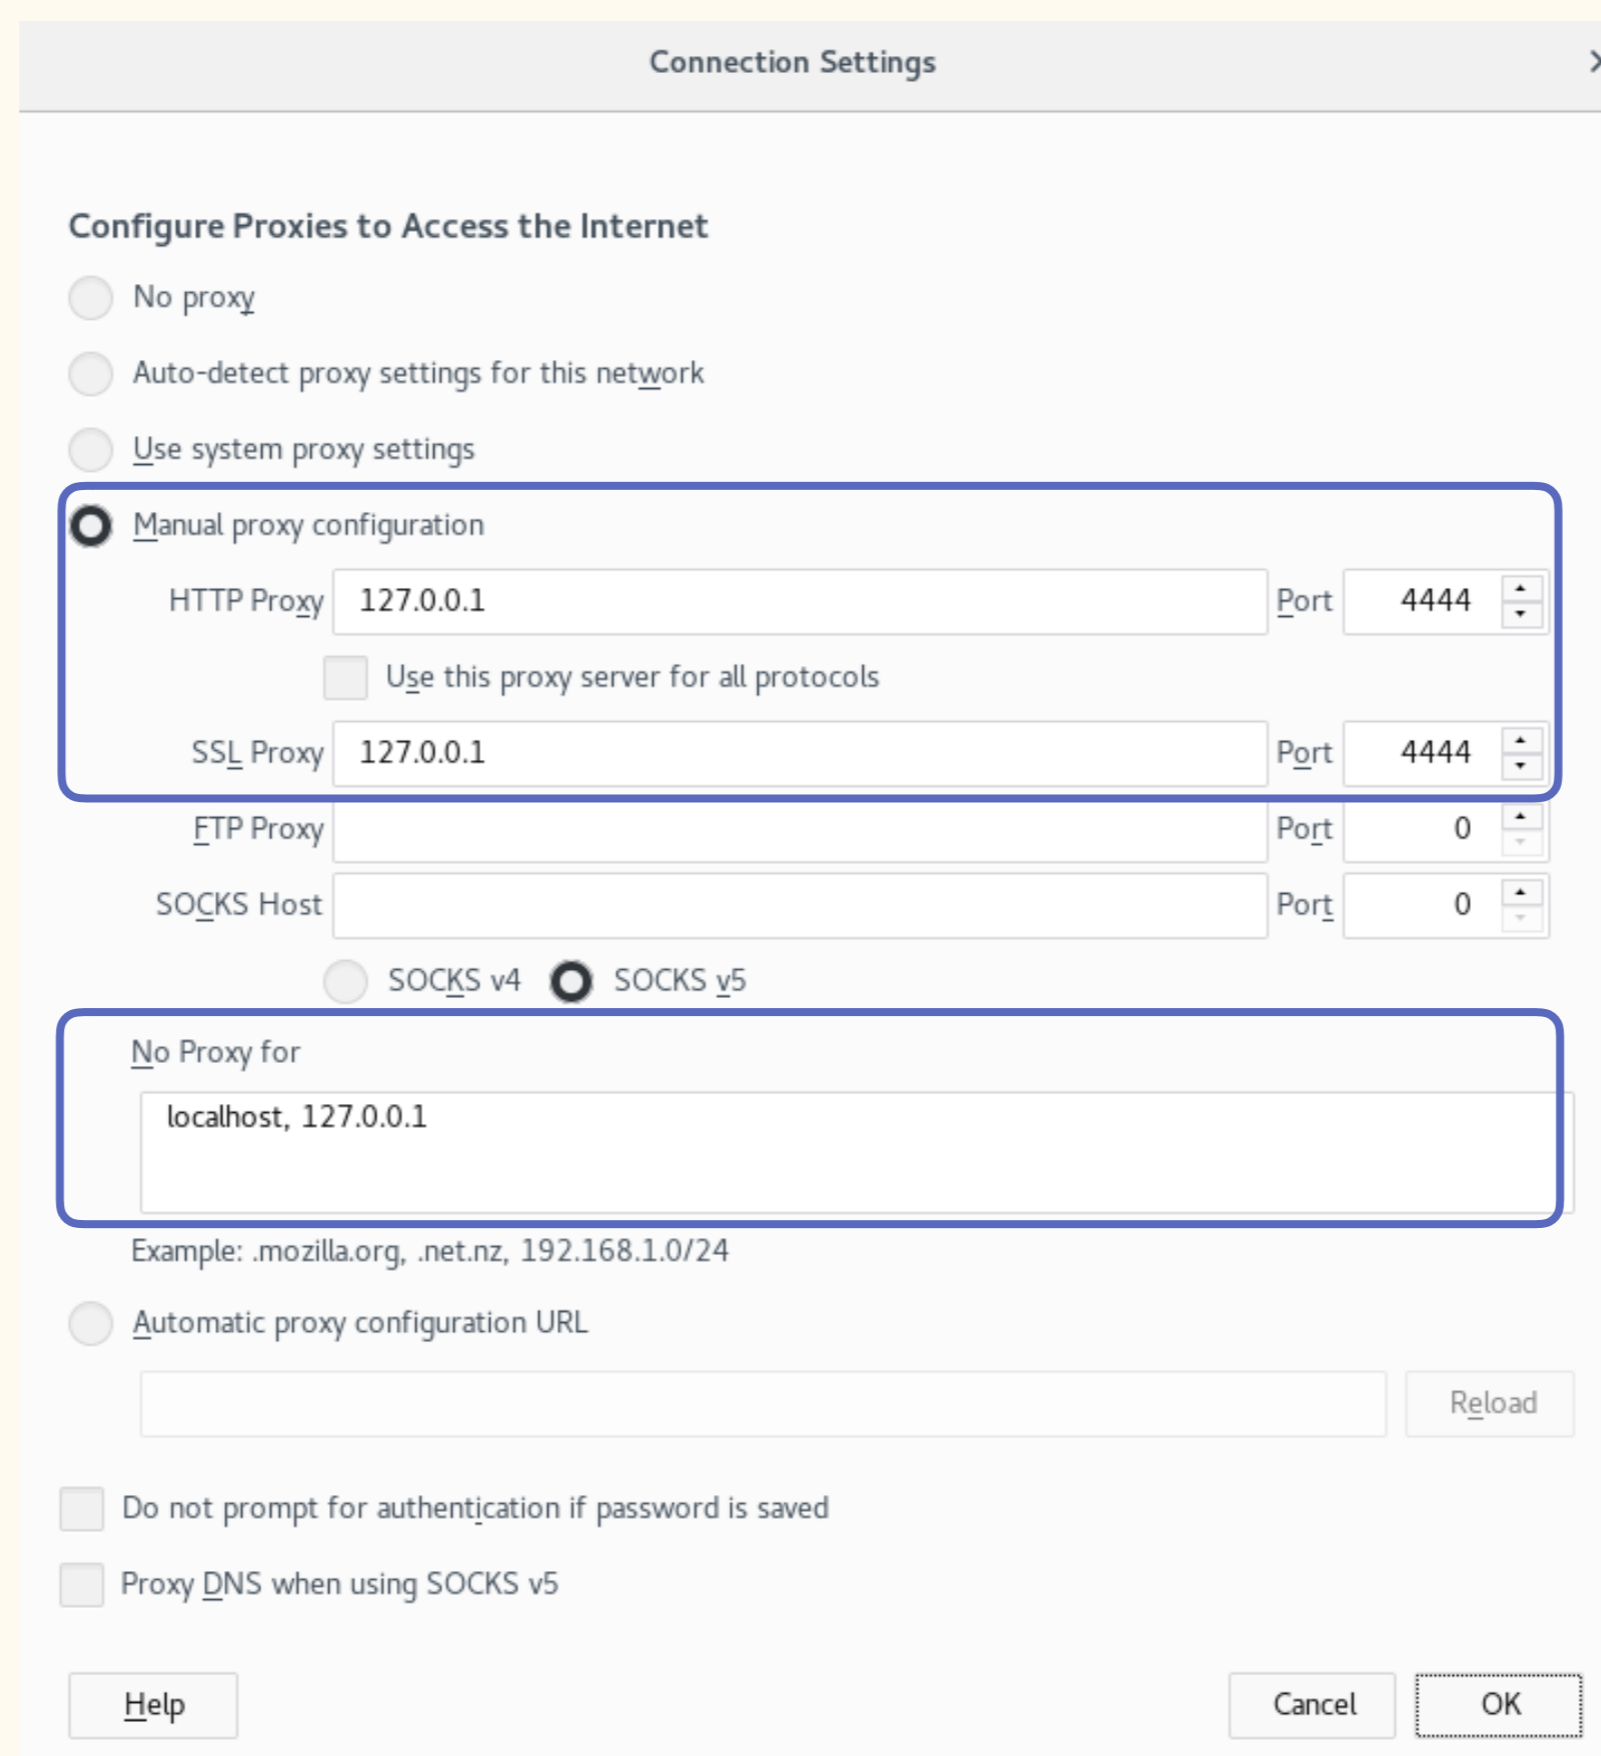 Connection Settings
Configure Proxies to Access the Internet
No proxy
Auto-detect proxy settings for this network
Use system proxy settings
Manual proxy configuration
HTTP Proxy 127.0.0.1 Port 4444
Use this proxy server for all protocols
SSL Proxy 127.0.0.1 Port 4444
FTP Proxy Port 0
SOCKS Host Port 0
SOCKS v4 SOCKS v5
No Proxy for
localhost, 127.0.0.1
Example: .mozilla.org, .net.nz, 192.168.1.0/24
Automatic proxy configuration URL
Reload
Do not prompt for authentication if password is saved
Proxy DNS when using SOCKS v5
Help Cancel OK